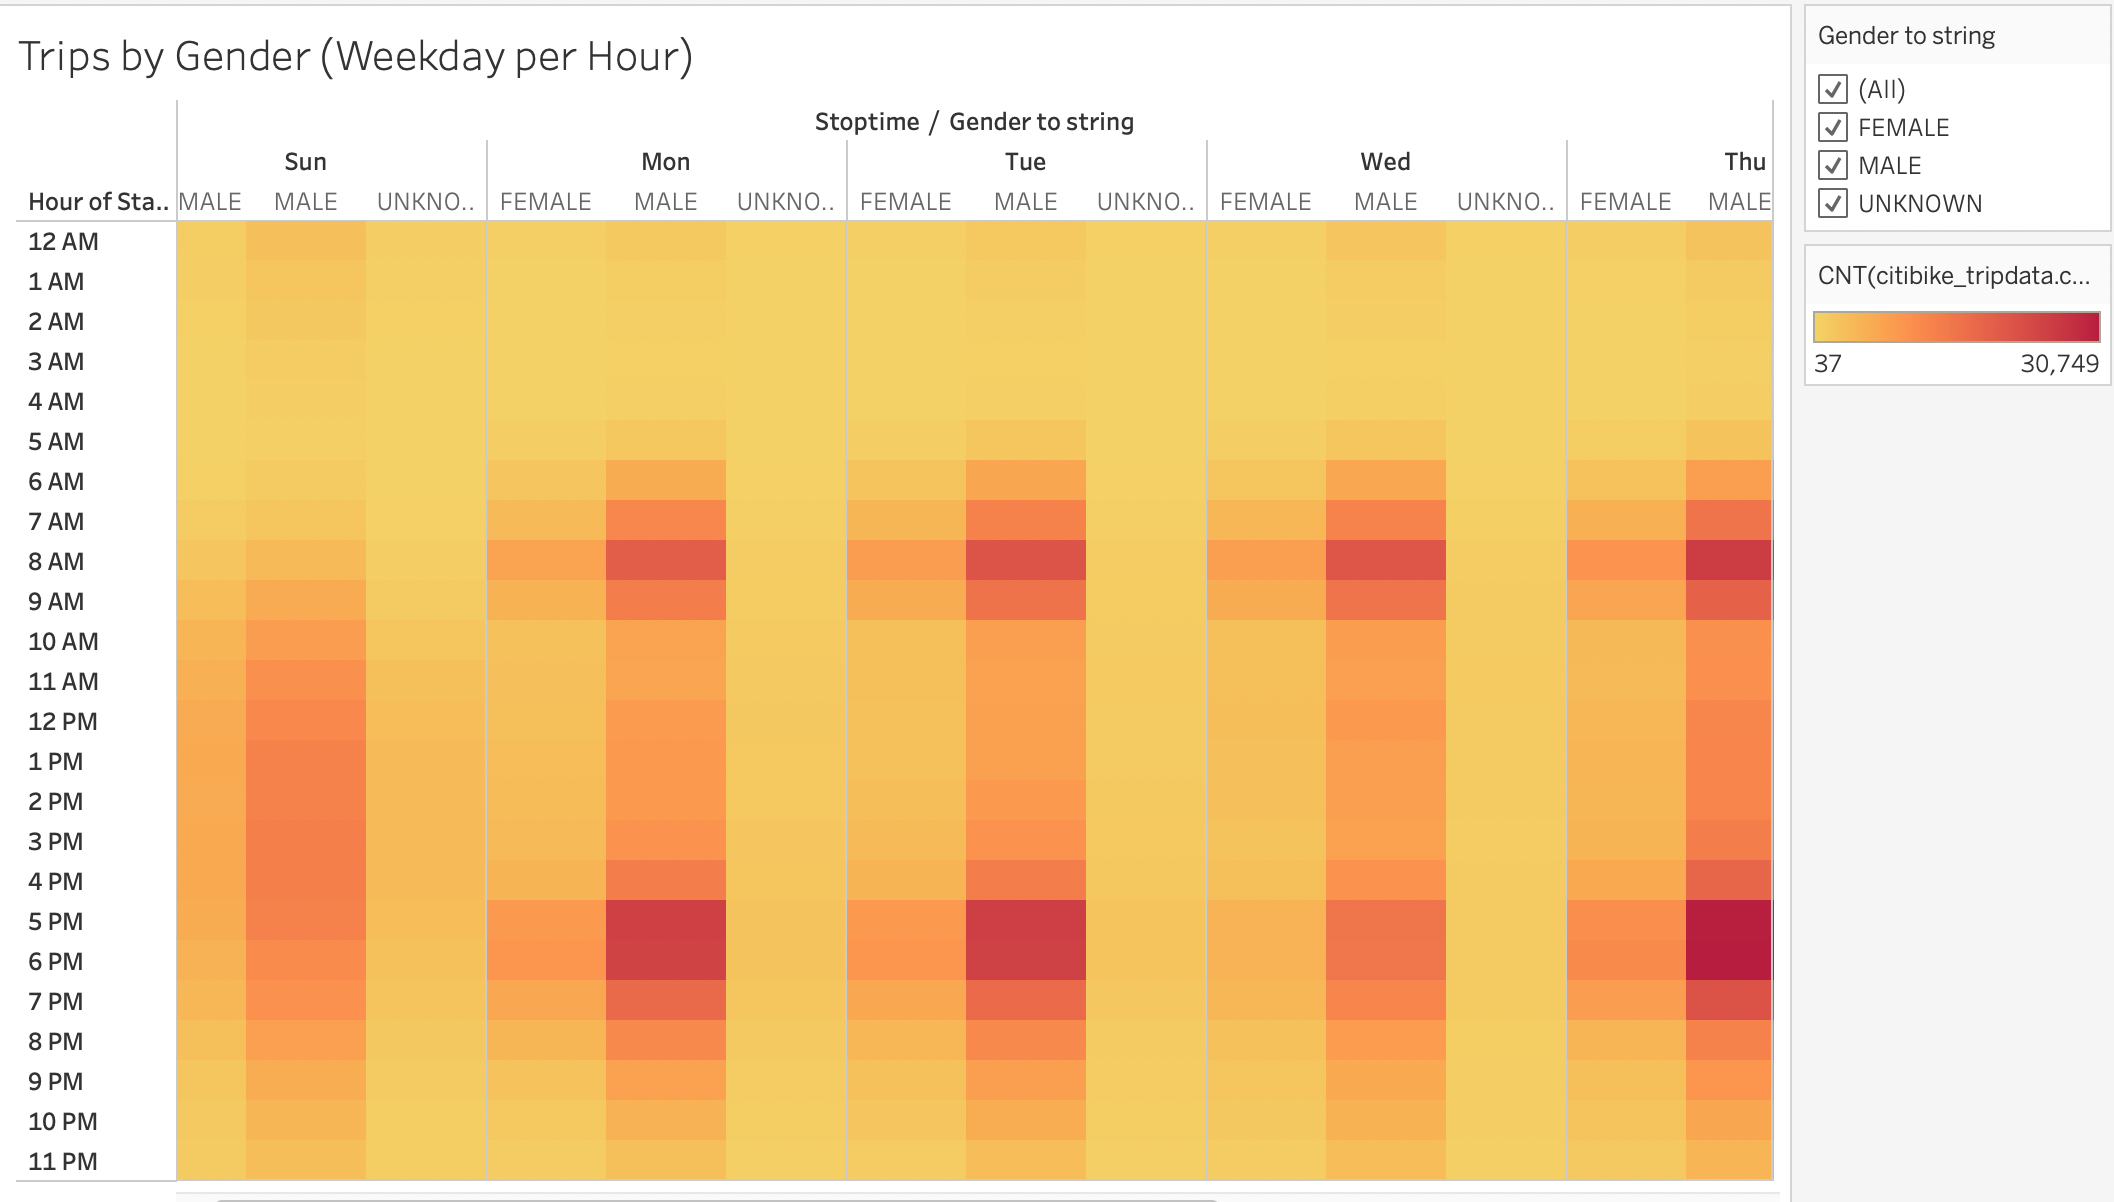 Trips by Gender (Weekday per Hour)
Stoptime / Gender to string
Sun Mon Tue Wed Thu
Hour of Sta.. MALE MALE UNKNO.. FEMALE MALE UNKNO.. FEMALE MALE UNKNO.. FEMALE MALE UNKNO.. FEMALE MALE
12 AM
1 AM
2 AM
3 AM
4 AM
5 AM
6 AM
7 AM
8 AM
9 AM
10 AM
11 AM
12 PM
1 PM
2 PM
3 PM
4 PM
5 PM
6 PM
7 PM
8 PM
9 PM
10 PM
11 PM
Gender to string
(All)
FEMALE
MALE
UNKNOWN
CNT(citibike_tripdata.c...
37 30,749